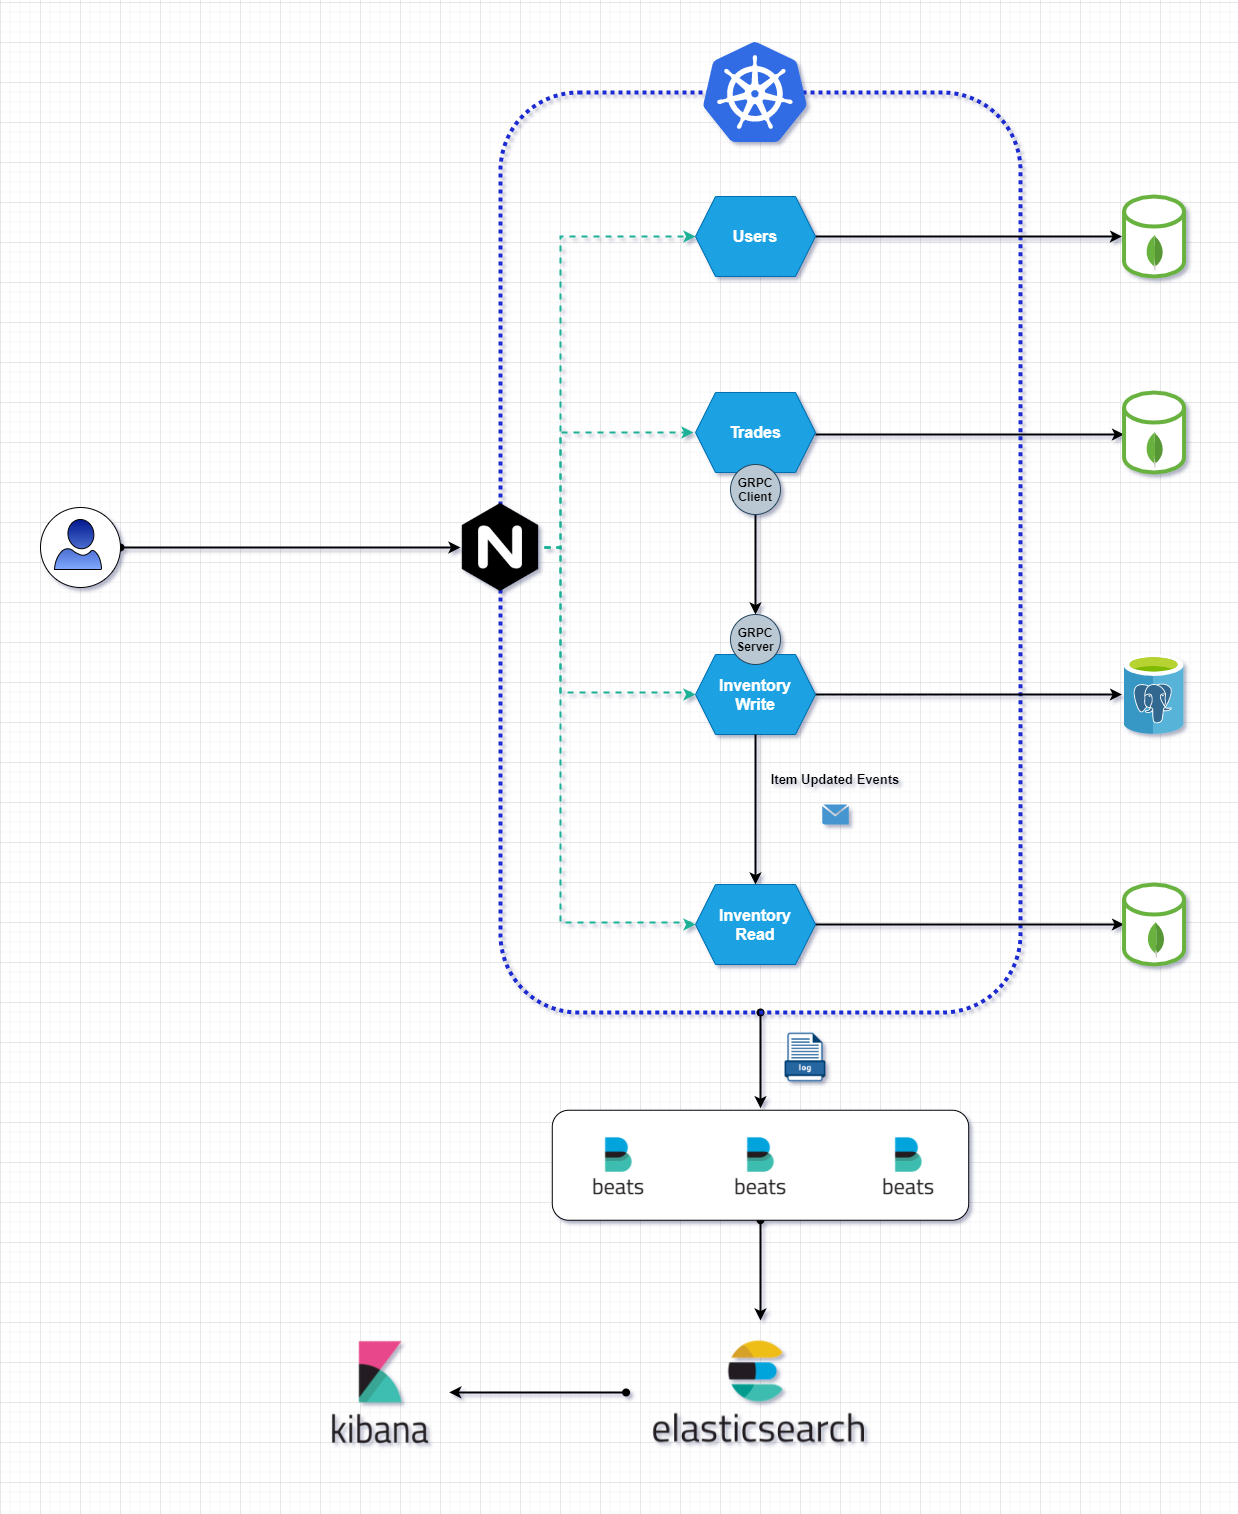 Users
Trades
GRPC
Client
N
GRPC
Server
Inventory
Write
Item Updated Events
Inventory
Read
log
beats
beats
beats
kibana
elasticsearch